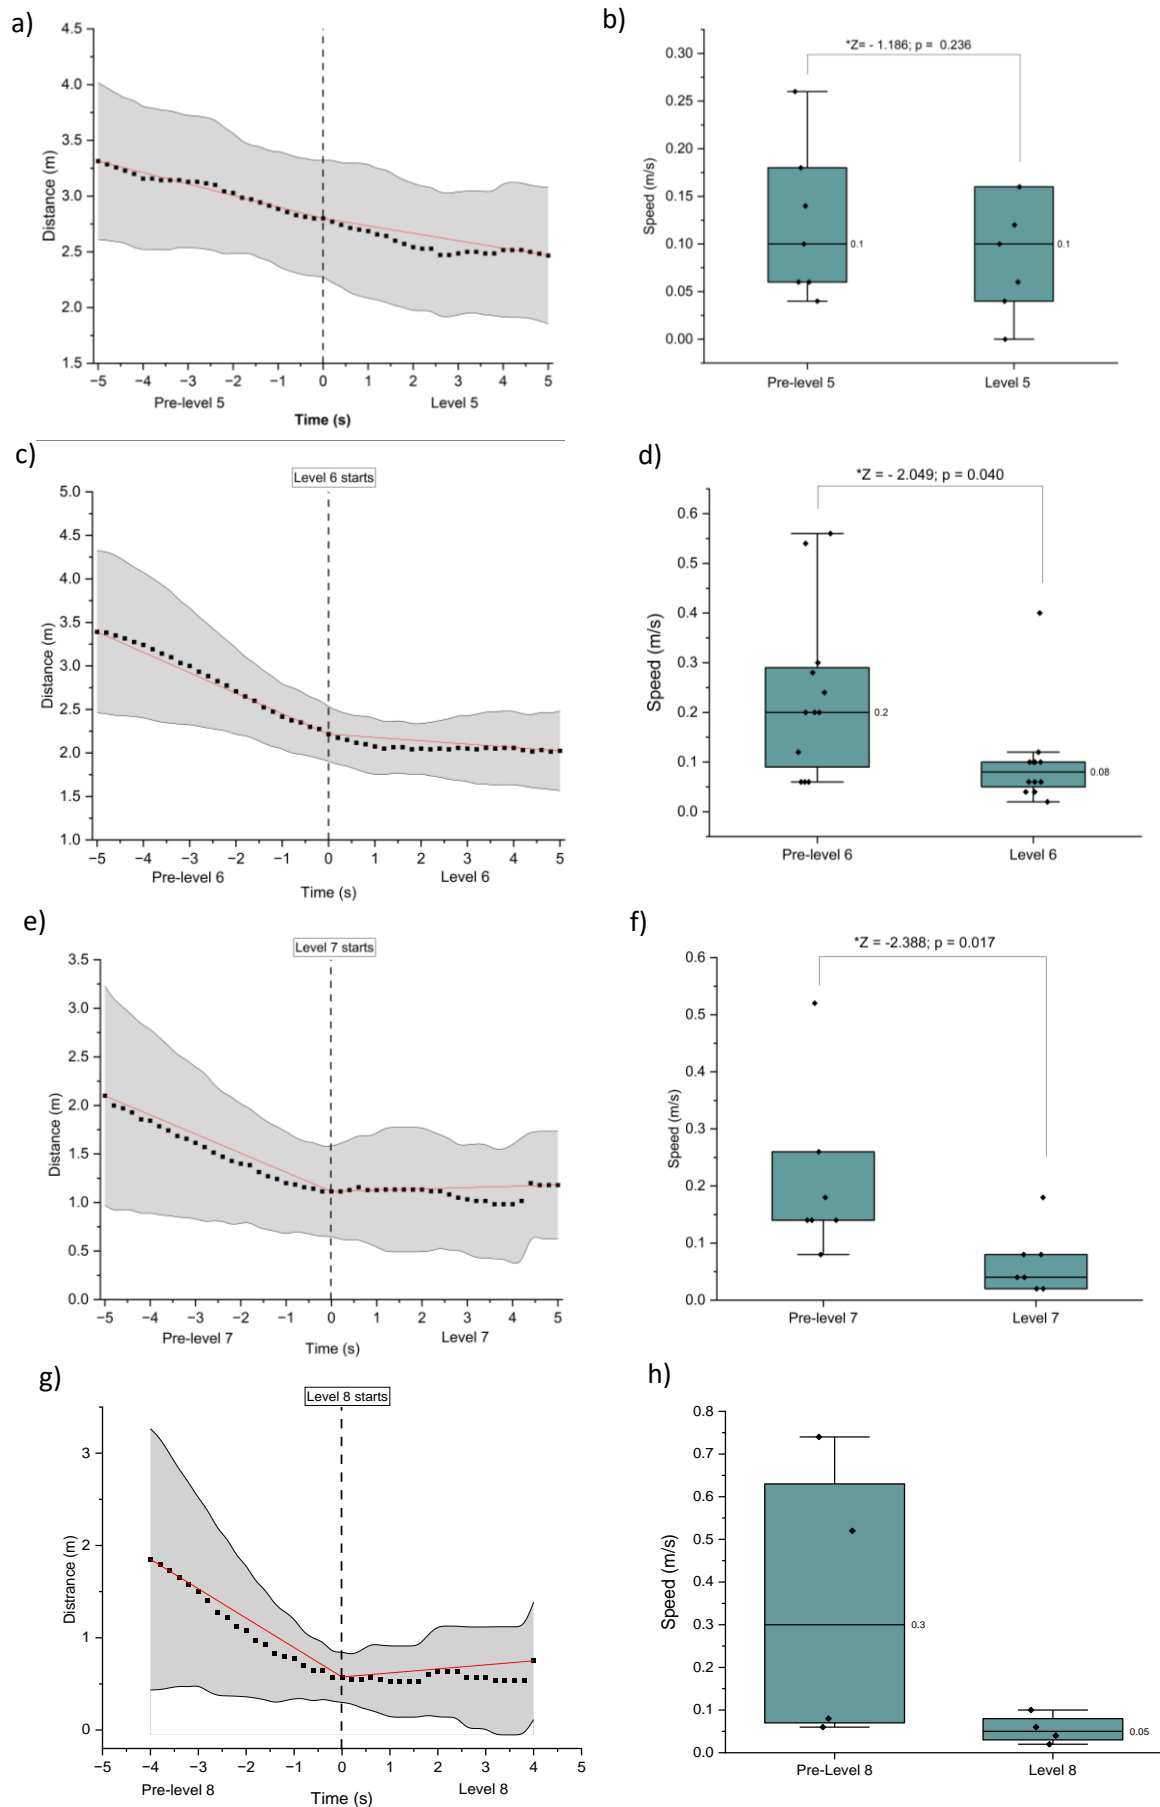 a)
4.5
4.0
3.5
3.0
2.5
2.0
1.5
Distance (m)
−5 −4 −3 −2 −1 0 1 2 3 4 5
Pre-level 5 Level 5
Time (s)
b)
*Z= - 1.186; p = 0.236
0.30
0.25
0.20
0.15
0.10
0.05
0.00
Speed (m/s)
0.1
0.1
Pre-level 5 Level 5
c)
Level 6 starts
5.0
4.5
4.0
3.5
3.0
2.5
2.0
1.5
1.0
Distance (m)
−5 −4 −3 −2 −1 0 1 2 3 4 5
Pre-level 6 Level 6
Time (s)
d)
*Z = - 2.049; p = 0.040
0.6
0.5
0.4
0.3
0.2
0.1
0.0
Speed (m/s)
0.2
0.08
Pre-level 6 Level 6
e)
Level 7 starts
3.5
3.0
2.5
2.0
1.5
1.0
0.5
0.0
Distance (m)
−5 −4 −3 −2 −1 0 1 2 3 4 5
Pre-level 7 Level 7
Time (s)
f)
*Z = -2.388; p = 0.017
0.6
0.5
0.4
0.3
0.2
0.1
0.0
Speed (m/s)
Pre-level 7 Level 7
g)
Level 8 starts
3
2
1
0
Distrance (m)
−5 −4 −3 −2 −1 0 1 2 3 4 5
Pre-level 8 Level 8
Time (s)
h)
0.8
0.7
0.6
0.5
0.4
0.3
0.2
0.1
0.0
Speed (m/s)
0.3
0.05
Pre-Level 8 Level 8